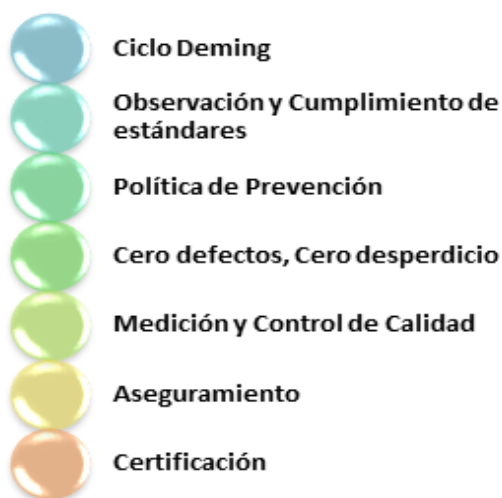 Ciclo Deming
Observación y Cumplimiento de
estándares
Política de Prevención
Cero defectos, Cero desperdicio
Medición y Control de Calidad
Aseguramiento
Certificación